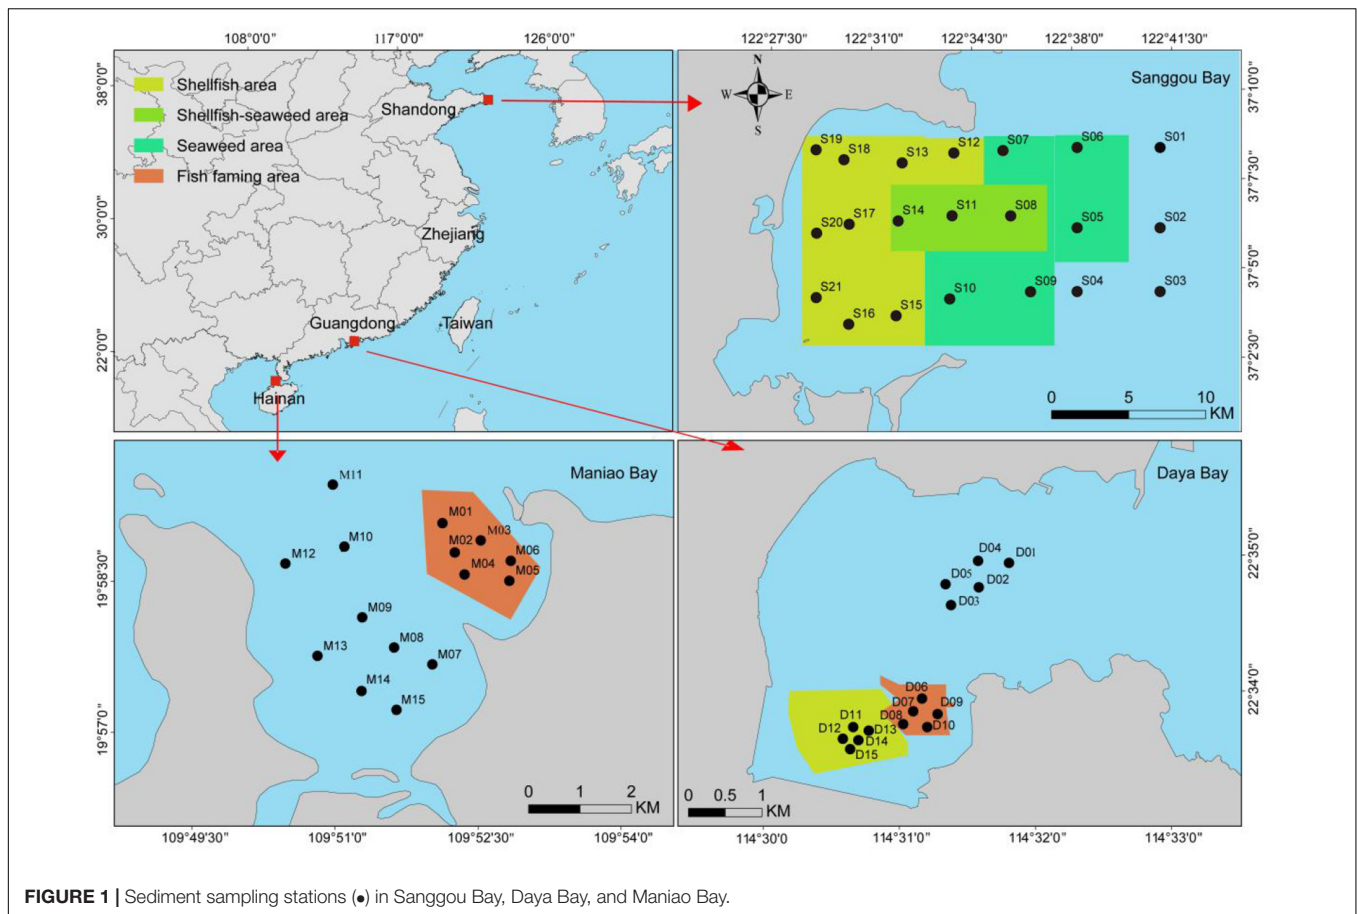 108°0'0"
117°0'0"
126°0'0"
38°0'0"
30°0'0"
22°0'0"
Shellfish area
Shellfish-seaweed area
Seaweed area
Fish faming area
Shandong
Zhejiang
Guangdong
Taiwan
Hainan
122°27'30"
122°31'0"
122°34'30"
122°38'0"
122°41'30"
37°10'0"
37°7'30"
37°5'0"
37°2'30"
Sanggou Bay
N
W
E
S
S19
S18
S13
S12
S07
S06
S01
S20
S17
S14
S11
S08
S05
S02
S21
S16
S15
S10
S09
S04
S03
0 5 10
KM
Maniao Bay
M11
M01
M03
M10
M02
M06
M12
M04
M05
M09
M08
M13
M07
M14
M15
0 1 2
KM
19°58'30"
19°57'0"
109°49'30"
109°51'0"
109°52'30"
109°54'0"
Daya Bay
D04
D01
D05
D02
D03
D06
D07
D09
D08
D10
D11
D13
D12
D14
D15
0 0.5 1
KM
22°35'0"
22°34'0"
114°30'0"
114°31'0"
114°32'0"
114°33'0"
FIGURE 1 | Sediment sampling stations (●) in Sanggou Bay, Daya Bay, and Maniao Bay.